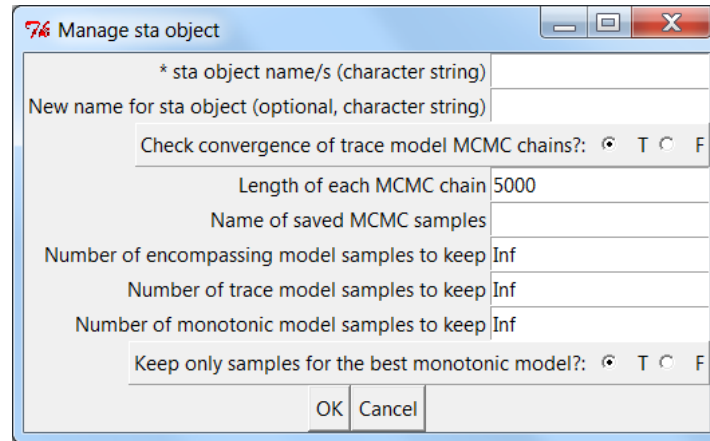 Manage sta object
* sta object name/s (character string)
New name for sta object (optional, character string)
Check convergence of trace model MCMC chains?: T F
Length of each MCMC chain 5000
Name of saved MCMC samples
Number of encompassing model samples to keep Inf
Number of trace model samples to keep Inf
Number of monotonic model samples to keep Inf
Keep only samples for the best monotonic model?: T F
OK Cancel